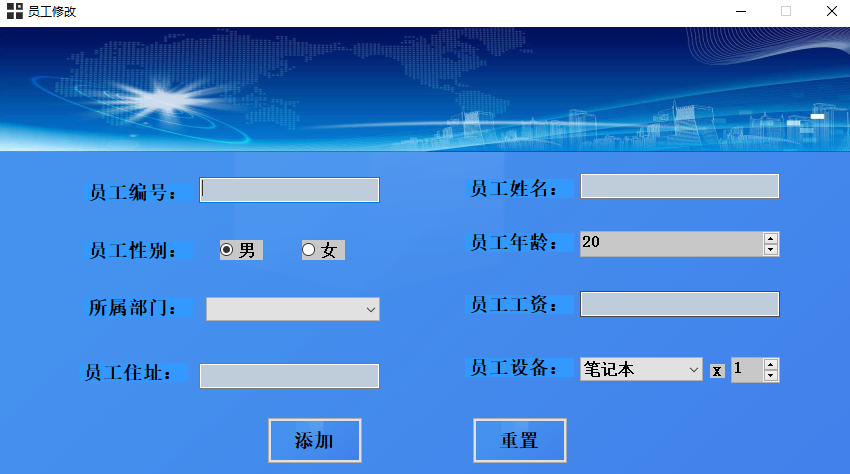 员工修改
员工编号：
员工姓名：
员工性别：
男
女
员工年龄：
20
所属部门：
员工工资：
员工住址：
员工设备：
笔记本
x
1
添加
重置